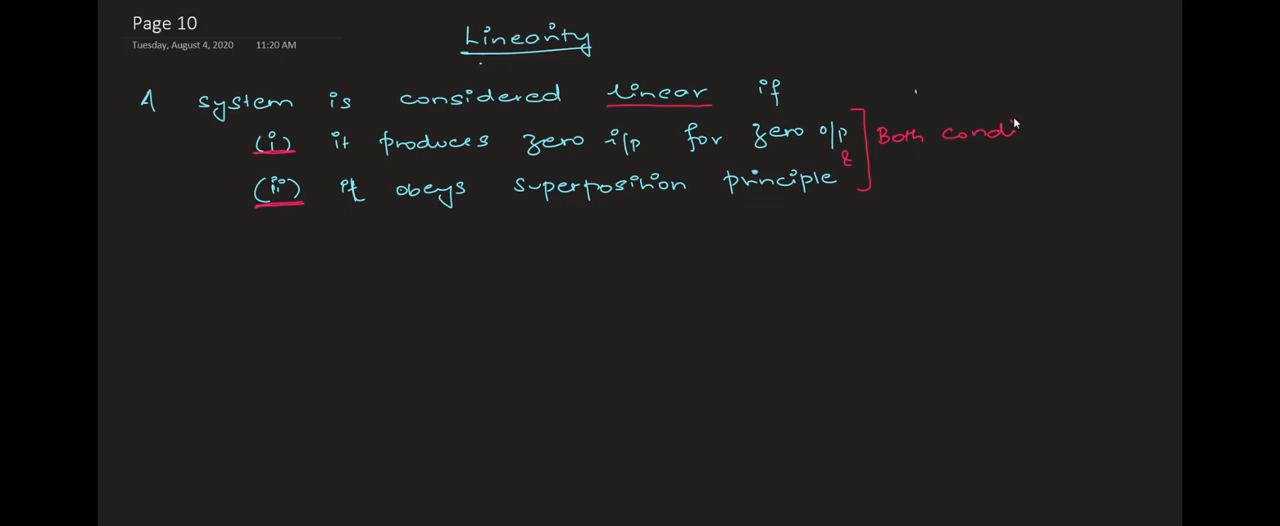 Page 10
Tuesday, August 4, 2020 11:20 AM
Linearity
A system is considered linear if
(i) it produces zero i/p for zero o/p &
(ii) it obeys superposition principle
Both condi